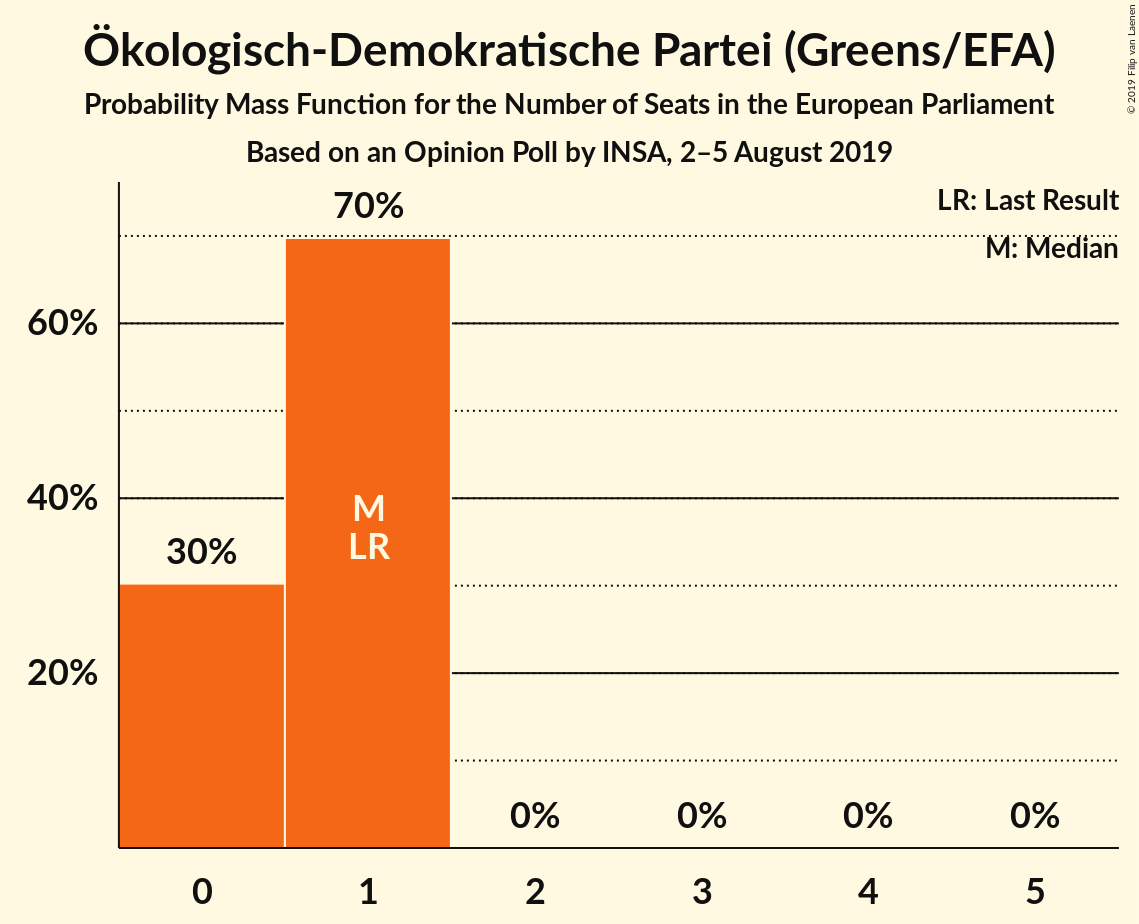 Ökologisch-Demokratische Partei (Greens/EFA)
Probability Mass Function for the Number of Seats in the European Parliament
Based on an Opinion Poll by INSA, 2–5 August 2019
© 2019 Filip van Laenen
LR: Last Result
M: Median
70%
60%
40%
30%
20%
M
LR
0%
0%
0%
0%
0
1
2
3
4
5